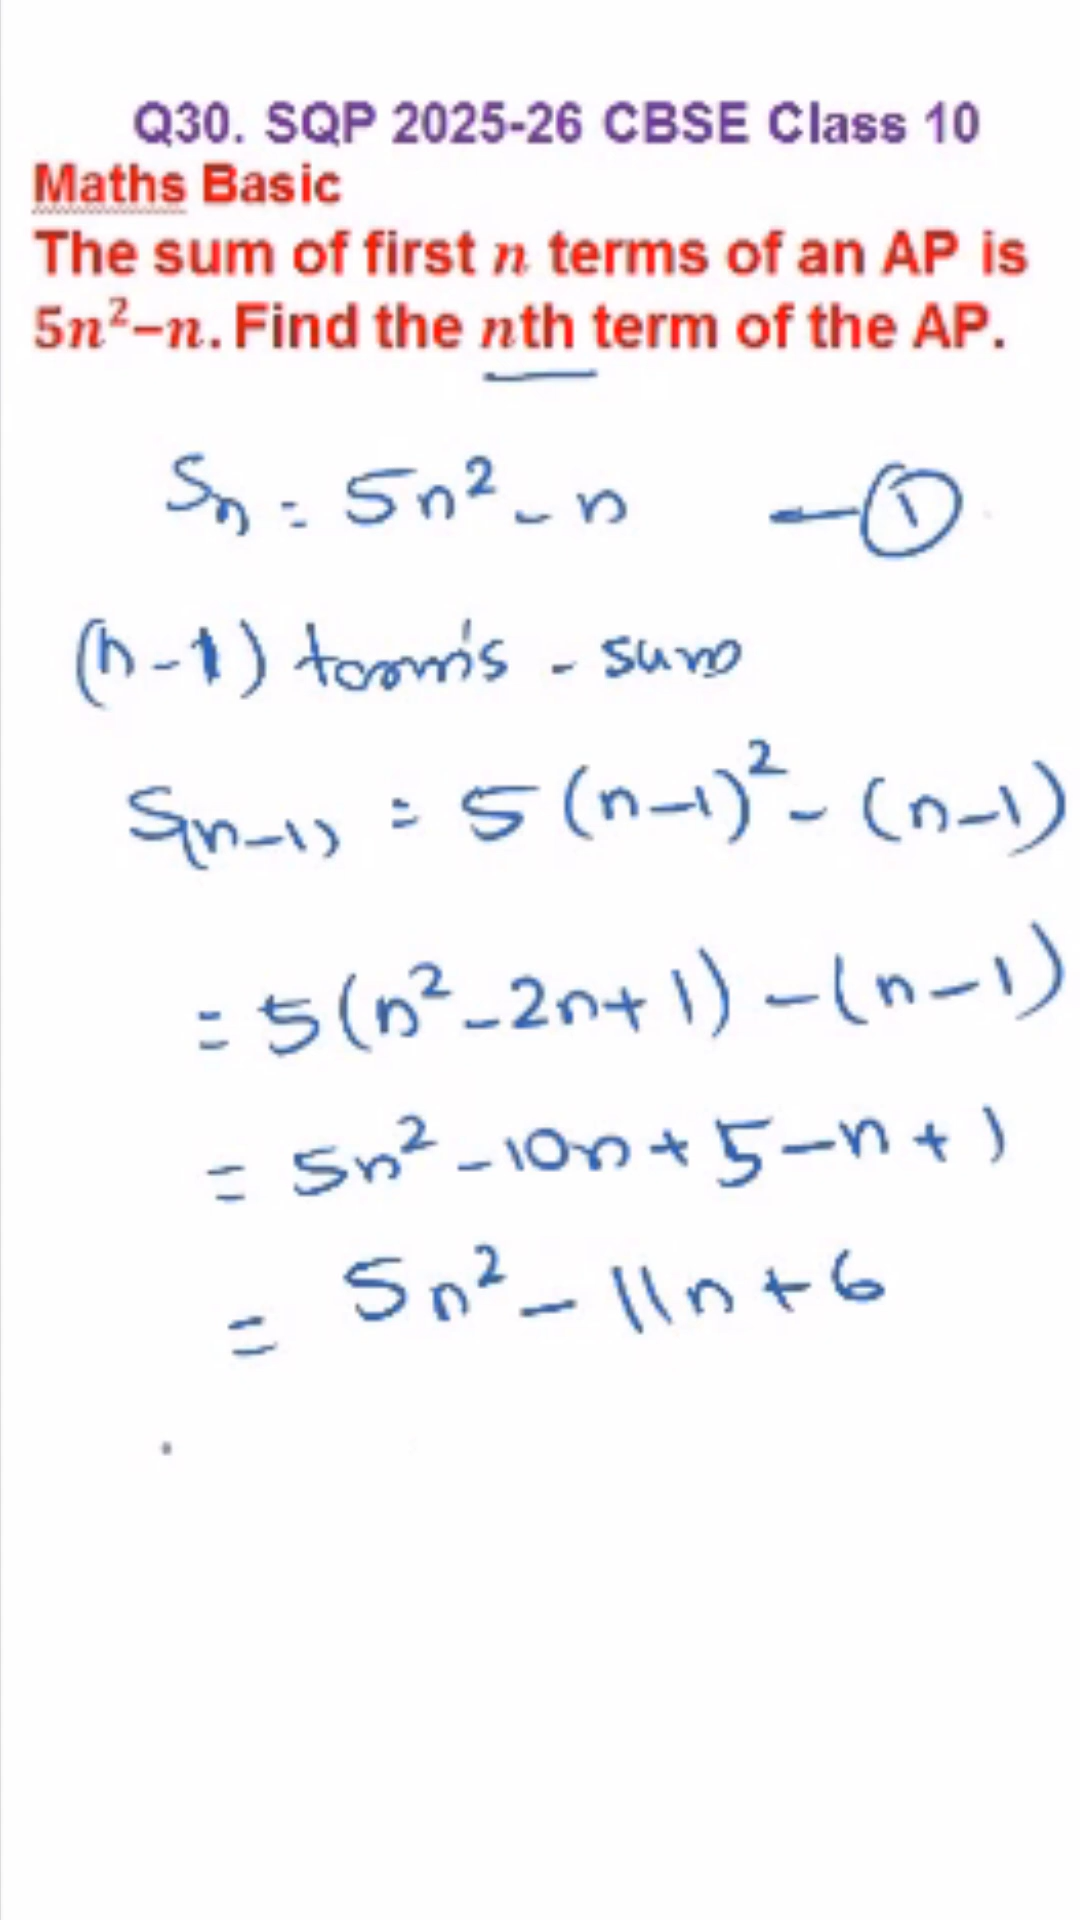 Q30. SQP 2025-26 CBSE Class 10
Maths Basic
The sum of first n terms of an AP is
5n²–n. Find the nth term of the AP.
Sn = 5n² - n —①
(n-1) terms - sum
S(n-1) = 5(n-1)² - (n-1)
= 5(n²-2n+1) - (n-1)
= 5n² - 10n + 5 - n + 1
= 5n² - 11n + 6